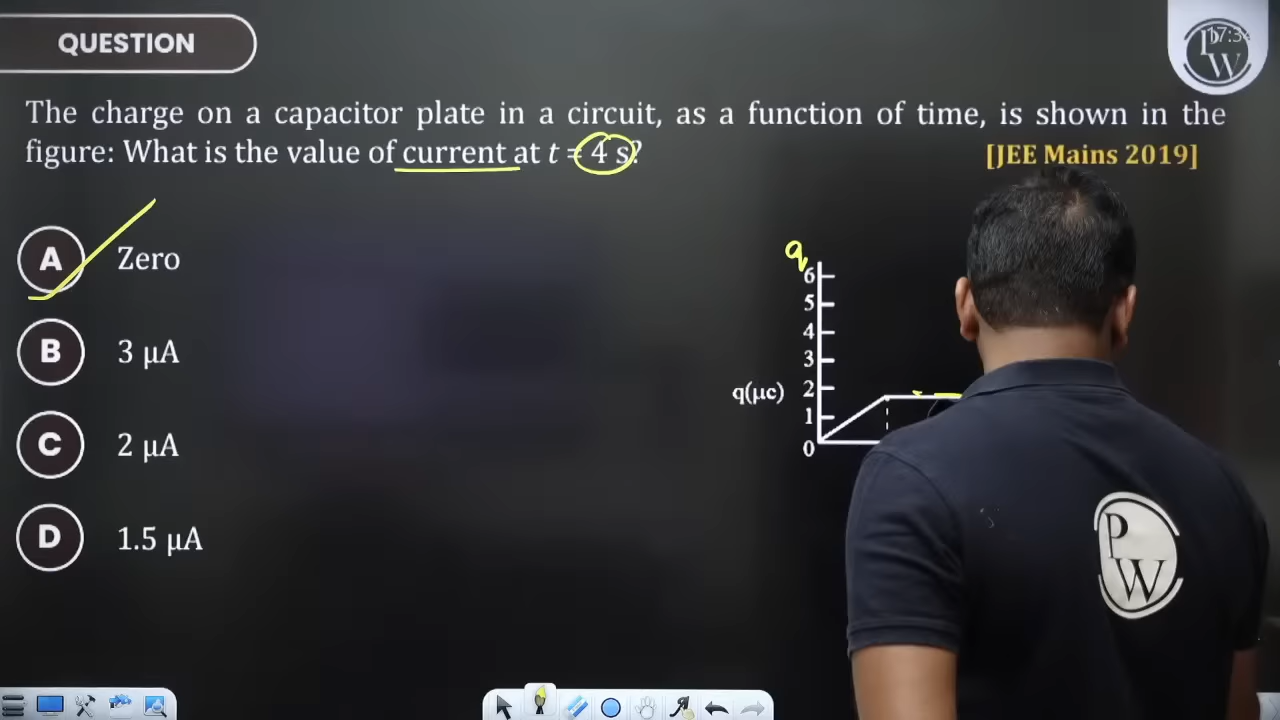 QUESTION
The charge on a capacitor plate in a circuit, as a function of time, is shown in the
figure: What is the value of current at t = 4 s?
[JEE Mains 2019]
A Zero
B 3 μA
C 2 μA
D 1.5 μA
q
6
5
4
3
q(μc) 2
1
0
PW
PW